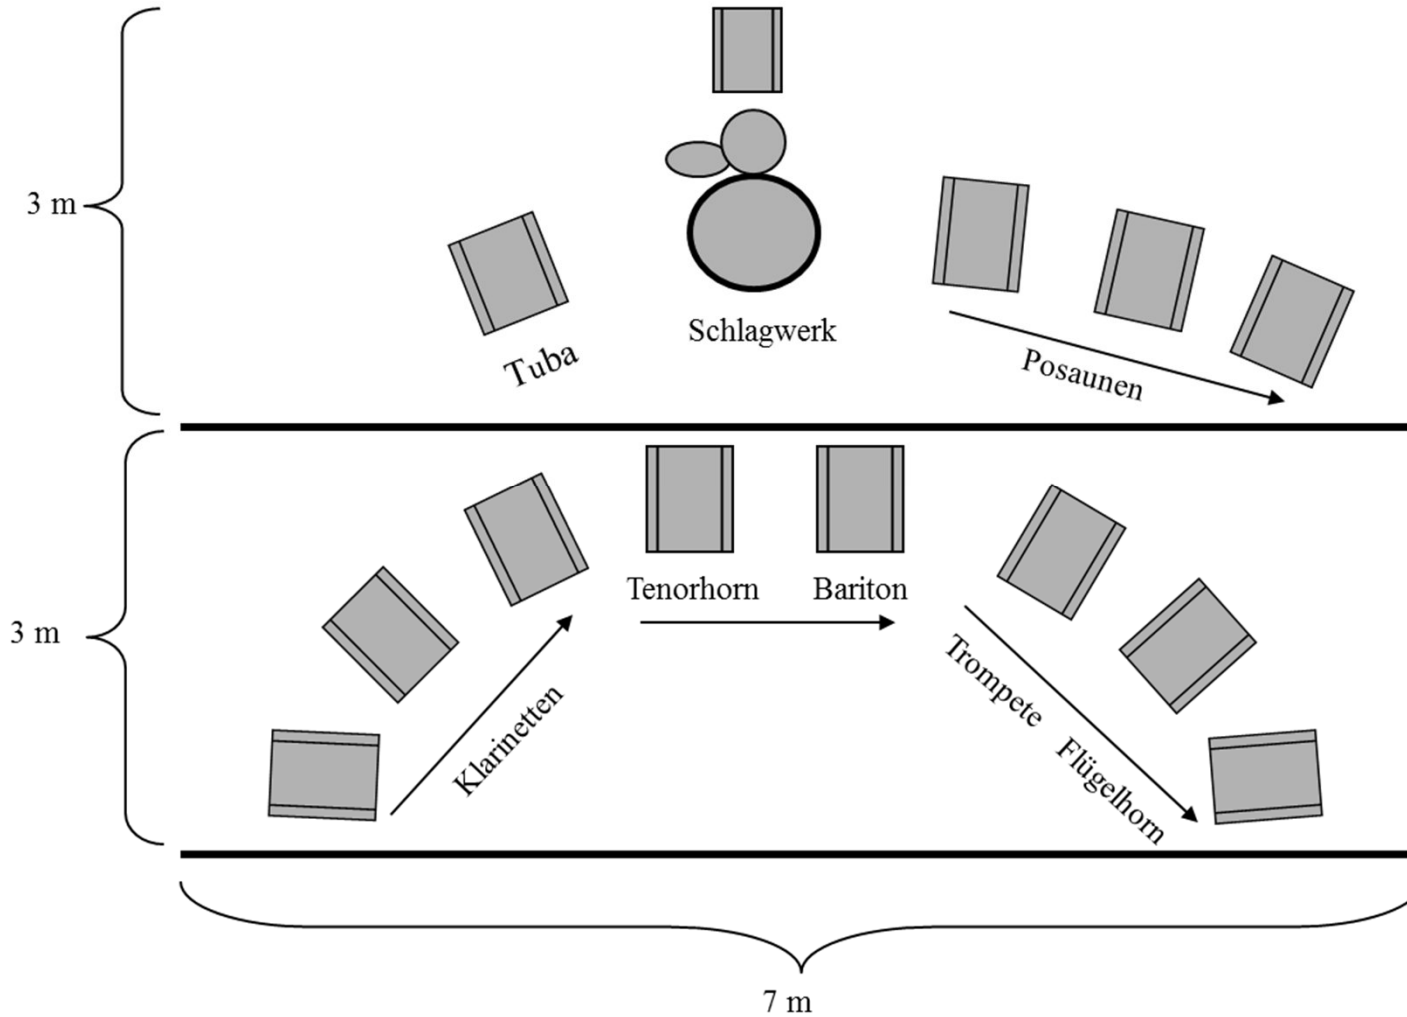 3 m
Schlagwerk
Tuba
Posaunen
Tenorhorn
Bariton
3 m
Klarinetten
Trompete
Flügelhorn
7 m